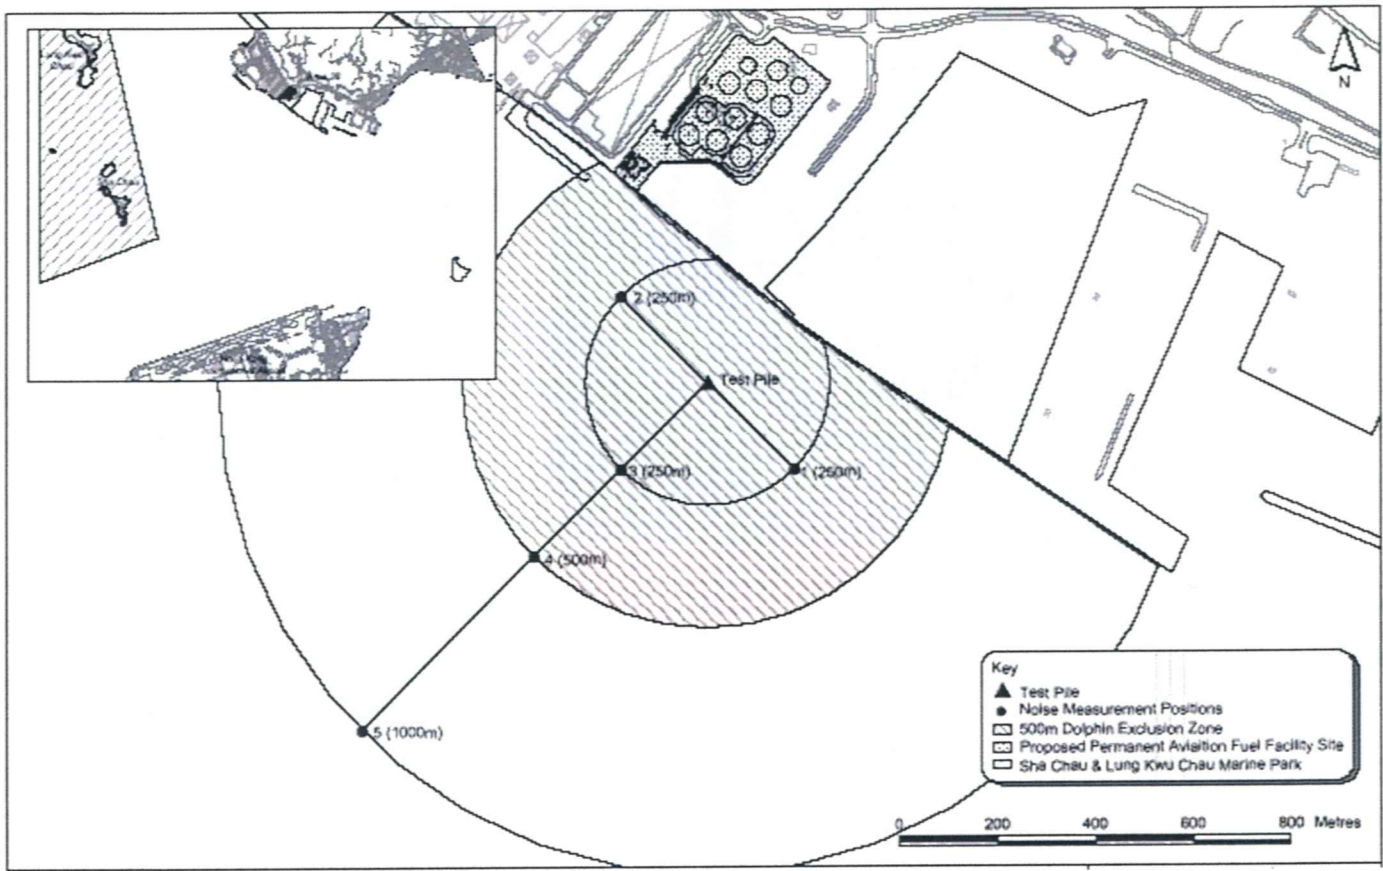 N
2 (250m)
Test Pile
3 (250m)
1 (250m)
4 (500m)
5 (1000m)
Key
Test Pile
Noise Measurement Positions
500m Dolphin Exclusion Zone
Proposed Permanent Aviaition Fuel Facility Site
Sha Chau & Lung Kwu Chau Marine Park
0 200 400 600 800 Metres